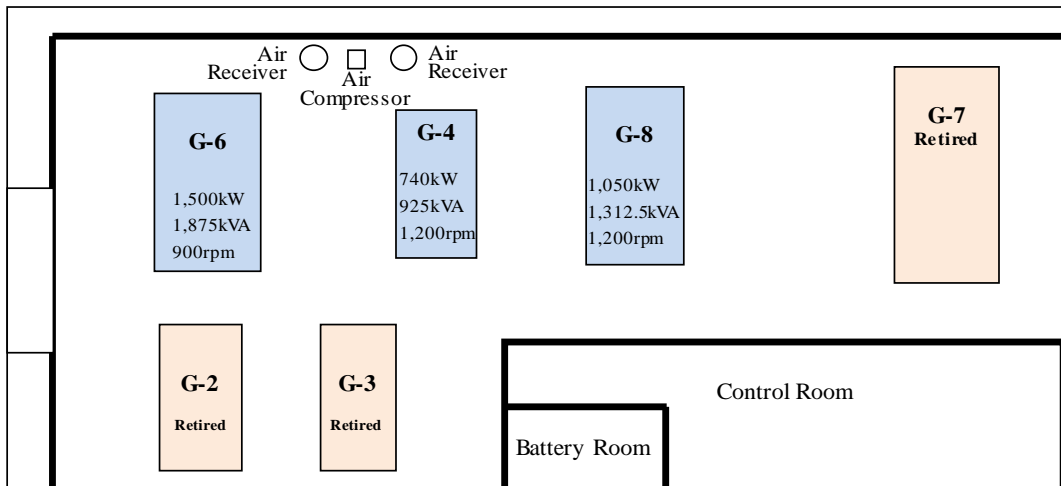 Air
Receiver
Air
Compressor
Air
Receiver
G-6
1,500kW
1,875kVA
900rpm
G-4
740kW
925kVA
1,200rpm
G-8
1,050kW
1,312.5kVA
1,200rpm
G-7
Retired
G-2
Retired
G-3
Retired
Control Room
Battery Room